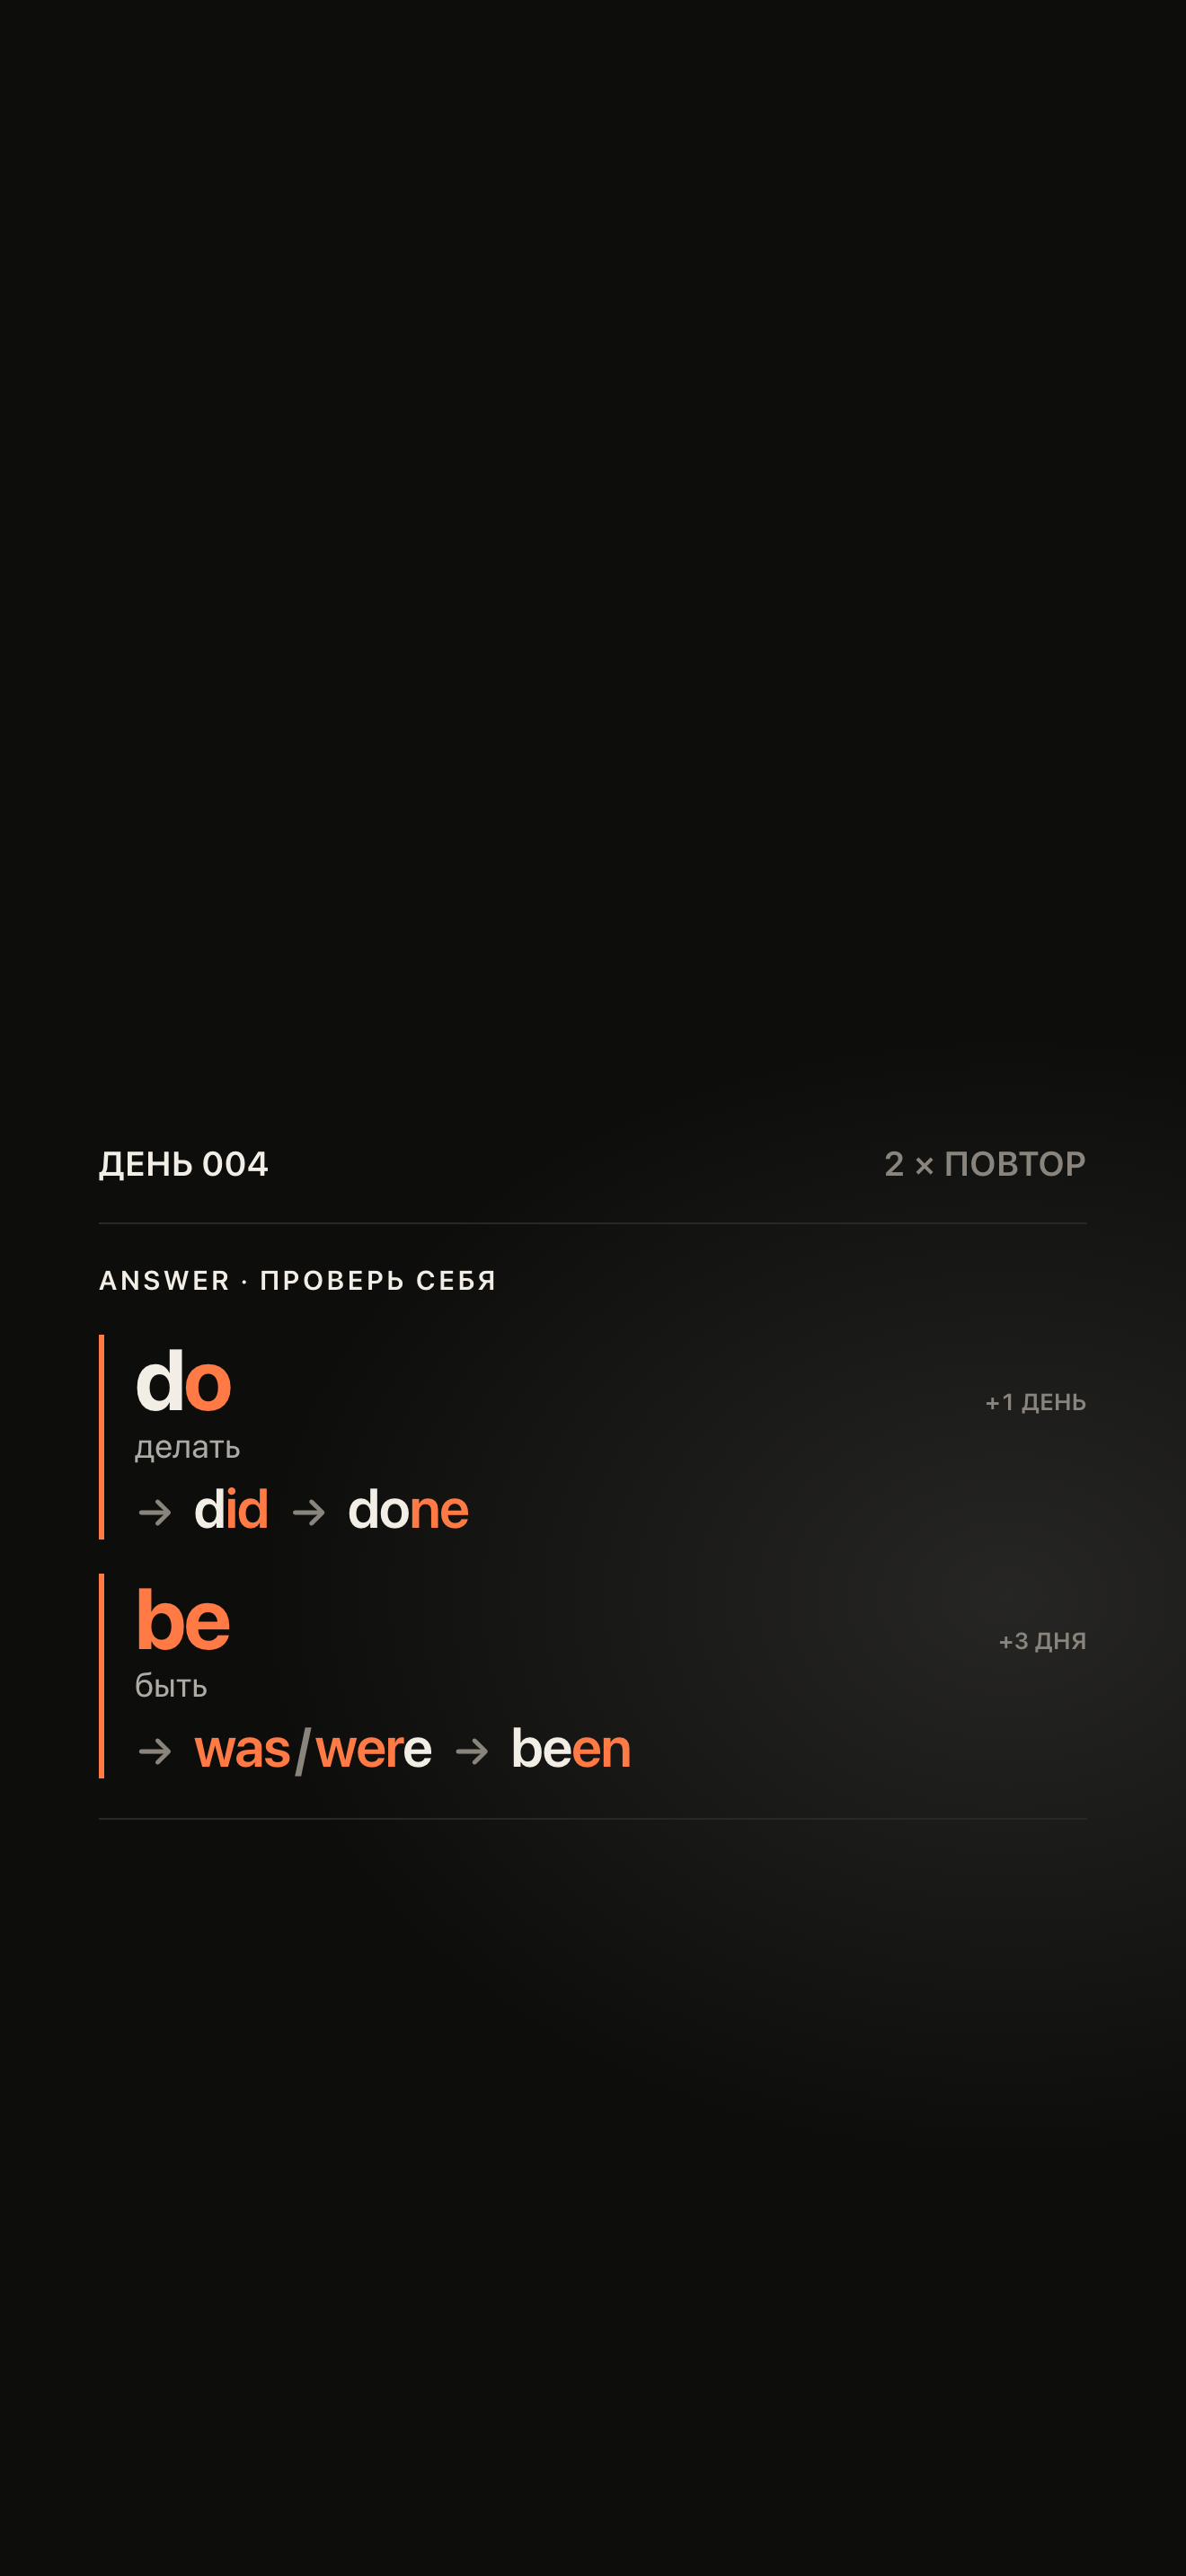 ДЕНЬ 004
2 × ПОВТОР
ANSWER · ПРОВЕРЬ СЕБЯ
do
+1 ДЕНЬ
делать
→ did → done
be
+3 ДНЯ
быть
→ was/were → been